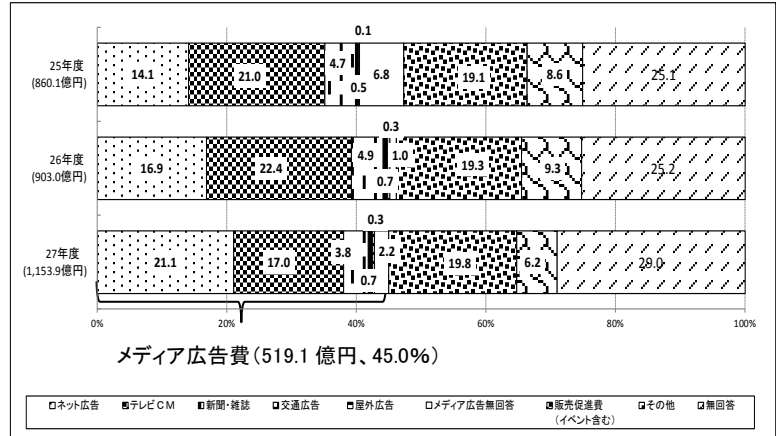 0.1
25年度
(860.1億円)
14.1 21.0 4.7 0.5 6.8 19.1 8.6 25.1
0.3
26年度
(903.0億円)
16.9 22.4 4.9 0.7 1.0 19.3 9.3 25.2
0.3
27年度
(1,153.9億円)
21.1 17.0 3.8 0.7 2.2 19.8 6.2 29.0
0% 20% 40% 60% 80% 100%
メディア広告費(519.1 億円、45.0%)
ネット広告 テレビCM 新聞・雑誌 交通広告 屋外広告 メディア広告無回答 販売促進費 その他 無回答
(イベント含む)